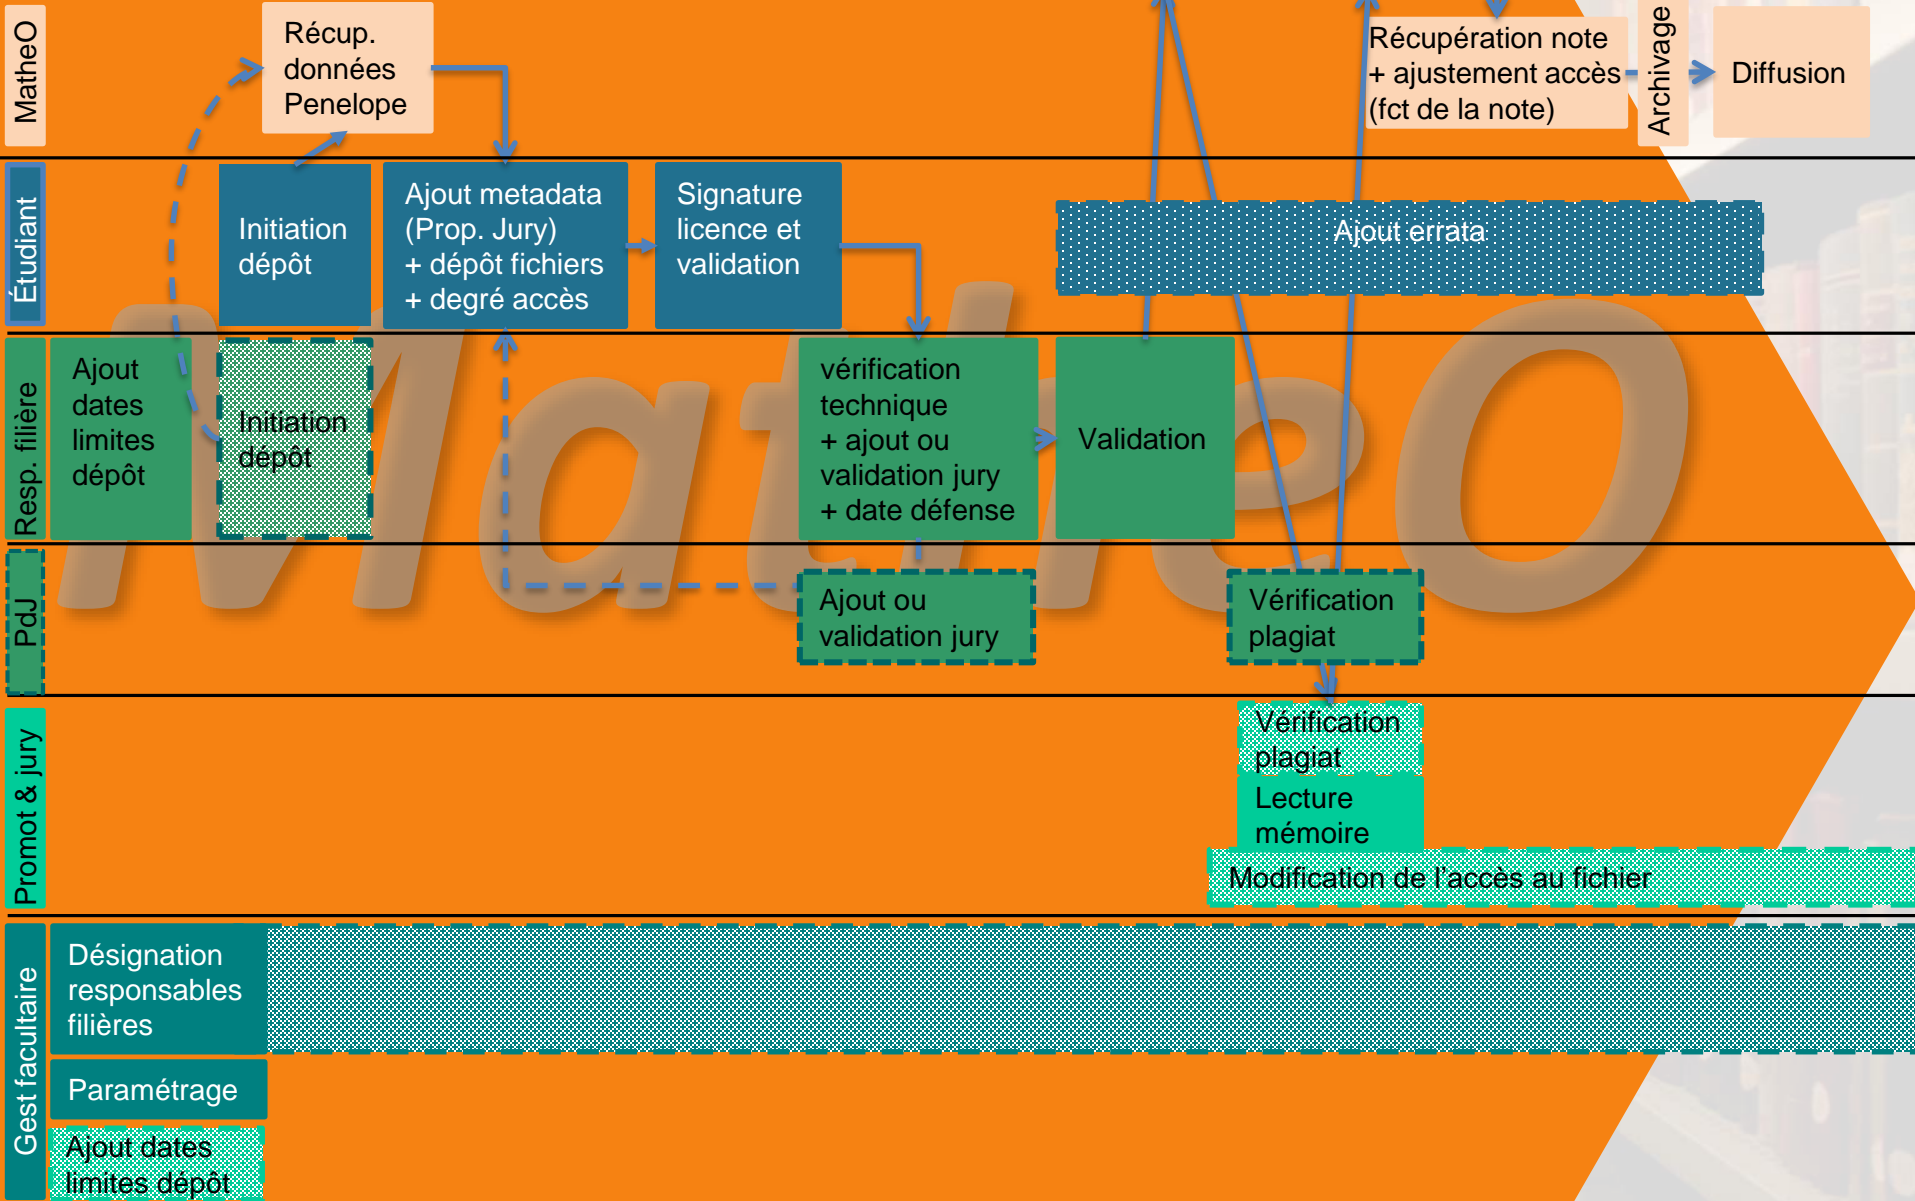 MatheO
Récup.
données
Penelope
Récupération note
+ ajustement accès
(fct de la note)
Archivage
Diffusion
Étudiant
Initiation
dépôt
Ajout metadata
(Prop. Jury)
+ dépôt fichiers
+ degré accès
Signature
licence et
validation
Ajout errata
MatheO
Resp. filière
Ajout
dates
limites
dépôt
Initiation
dépôt
vérification
technique
+ ajout ou
validation jury
+ date défense
Validation
PdJ
Ajout ou
validation jury
Vérification
plagiat
Promot & jury
Vérification
plagiat
Lecture
mémoire
Modification de l'accès au fichier
Gest facultaire
Désignation
responsables
filières
Paramétrage
Ajout dates
limites dépôt